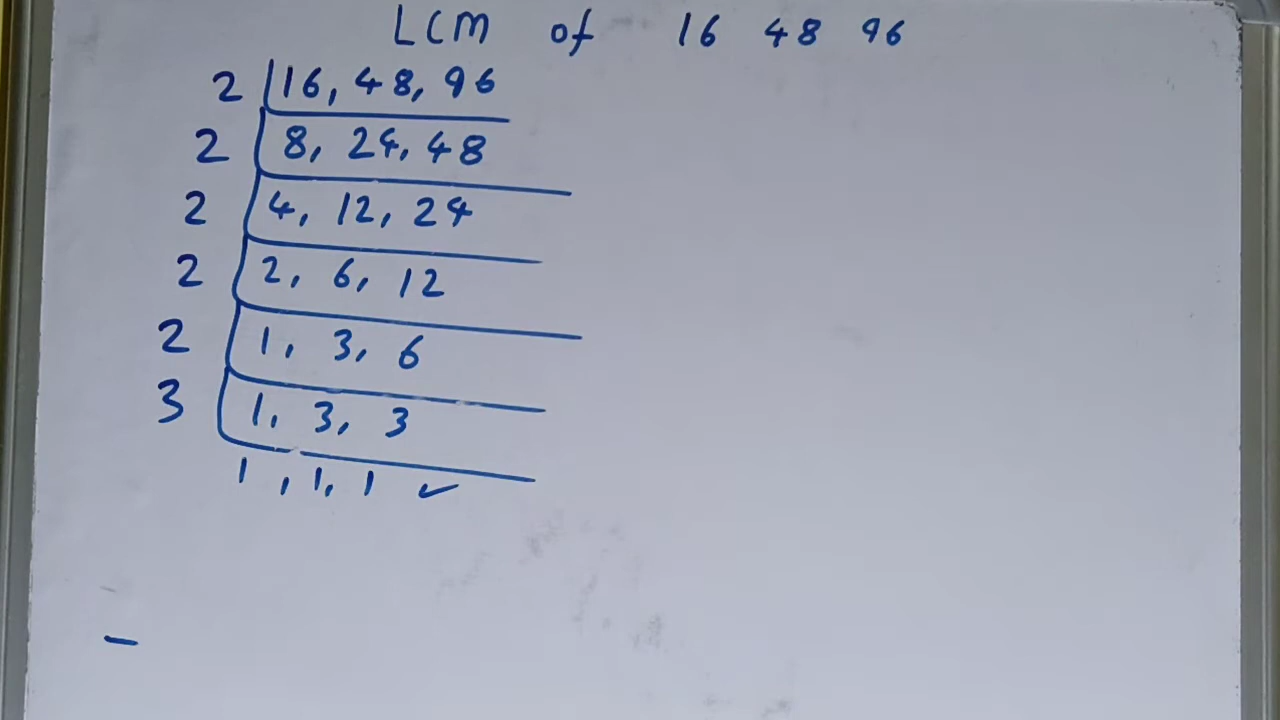 LCM of 16 48 96
2 16, 48, 96
2 8, 24, 48
2 4, 12, 24
2 2, 6, 12
2 1, 3, 6
3 1, 3, 3
1, 1, 1 ✓
–